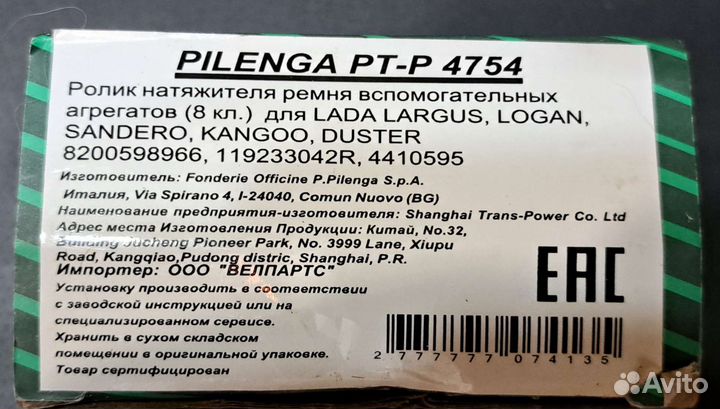 PILENGA PT-P 4754
Ролик натяжителя ремня вспомогательных
агрегатов (8 кл.) для LADA LARGUS, LOGAN,
SANDERO, KANGOO, DUSTER
8200598966, 119233042R, 4410595
Изготовитель: Fonderie Officine P.Pilenga S.p.A.
Италия, Via Spirano 4, I-24040, Comun Nuovo (BG)
Наименование предприятия-изготовителя: Shanghai Trans-Power Co. Ltd
Адрес места Изготовления Продукции: Китай, No.32,
Building Jucheng Pioneer Park, No. 3999 Lane, Xiupu
Road, Kangqiao,Pudong distric, Shanghai, P.R.
Импортер: ООО "ВЕЛПАРТС"
Установку производить в соответствии
с заводской инструкцией или на
специализированном сервисе.
Хранить в сухом складском
помещении в оригинальной упаковке.
Товар сертифицирован
EAC
2 777777 074135
Avito